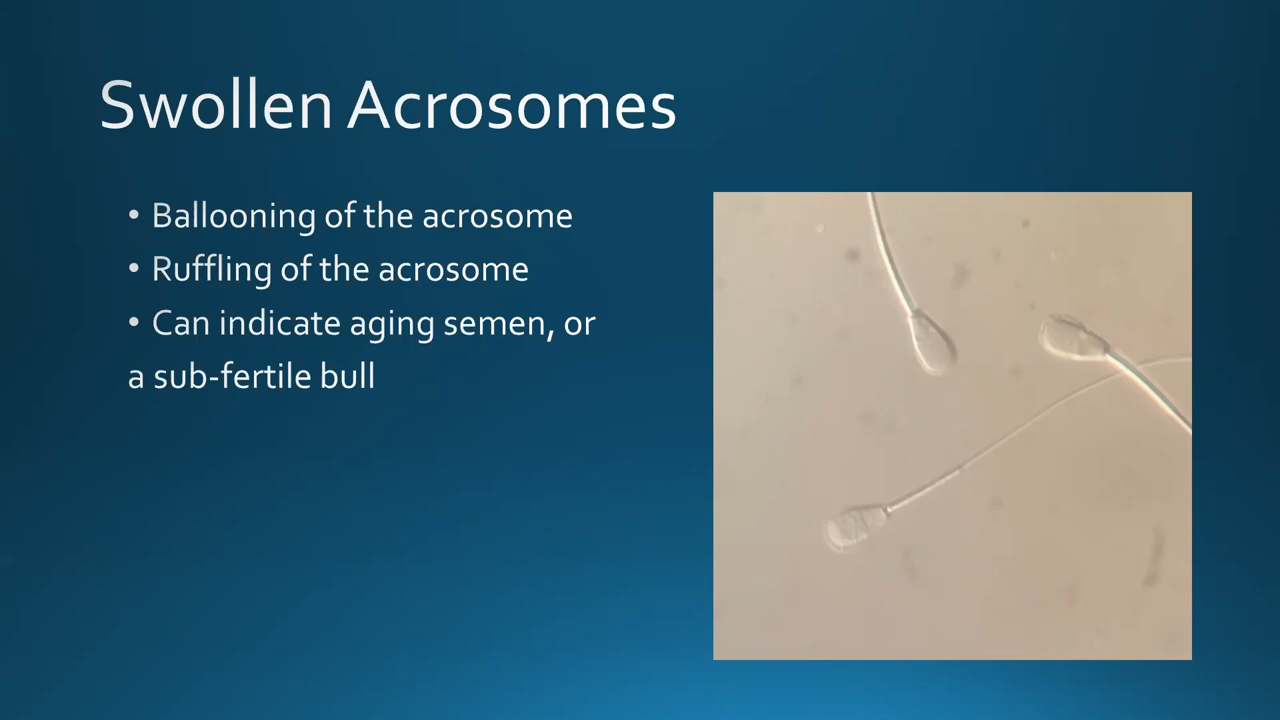 Swollen Acrosomes
• Ballooning of the acrosome
• Ruffling of the acrosome
• Can indicate aging semen, or
a sub-fertile bull